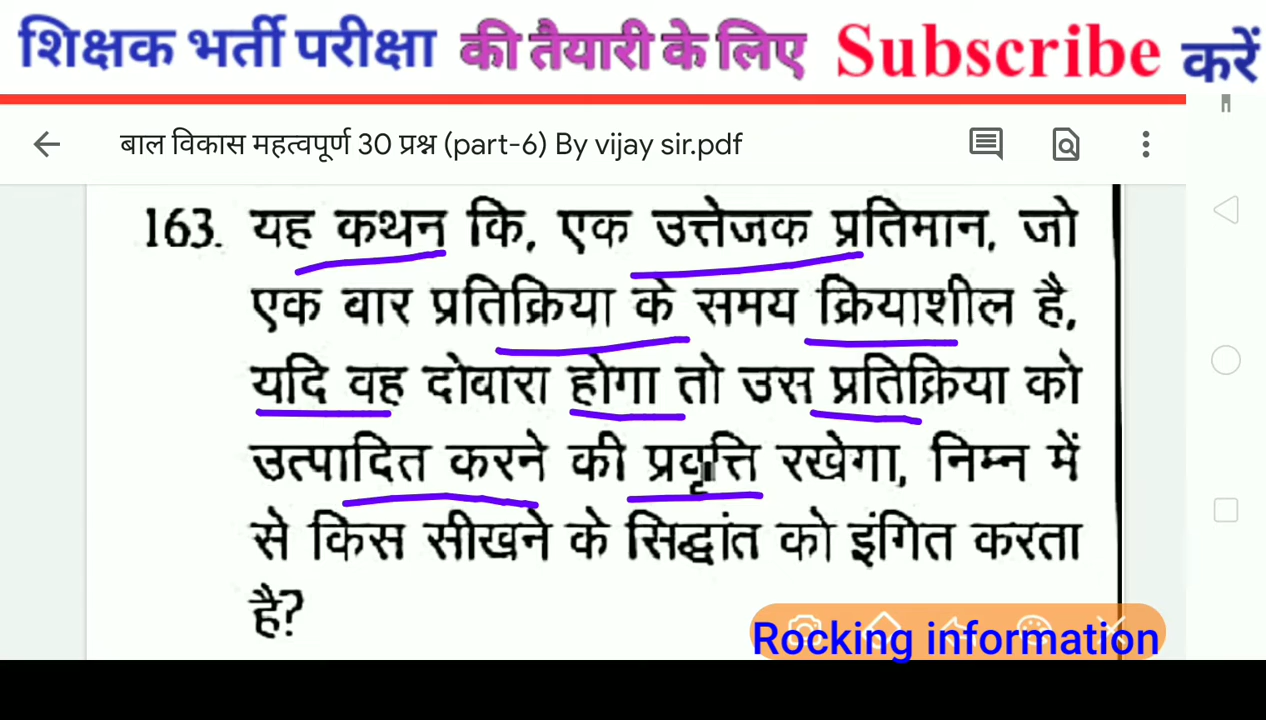 शिक्षक भर्ती परीक्षा की तैयारी के लिए Subscribe करें
बाल विकास महत्वपूर्ण 30 प्रश्न (part-6) By vijay sir.pdf
163. यह कथन कि, एक उत्तेजक प्रतिमान, जो
एक वार प्रतिक्रिया के समय क्रियाशील है,
यदि वह दोवारा होगा तो उस प्रतिक्रिया को
उत्पादित करने की प्रवृत्ति रखेगा, निम्न में
से किस सीखने के सिद्धांत को इंगित करता
है?
Rocking information